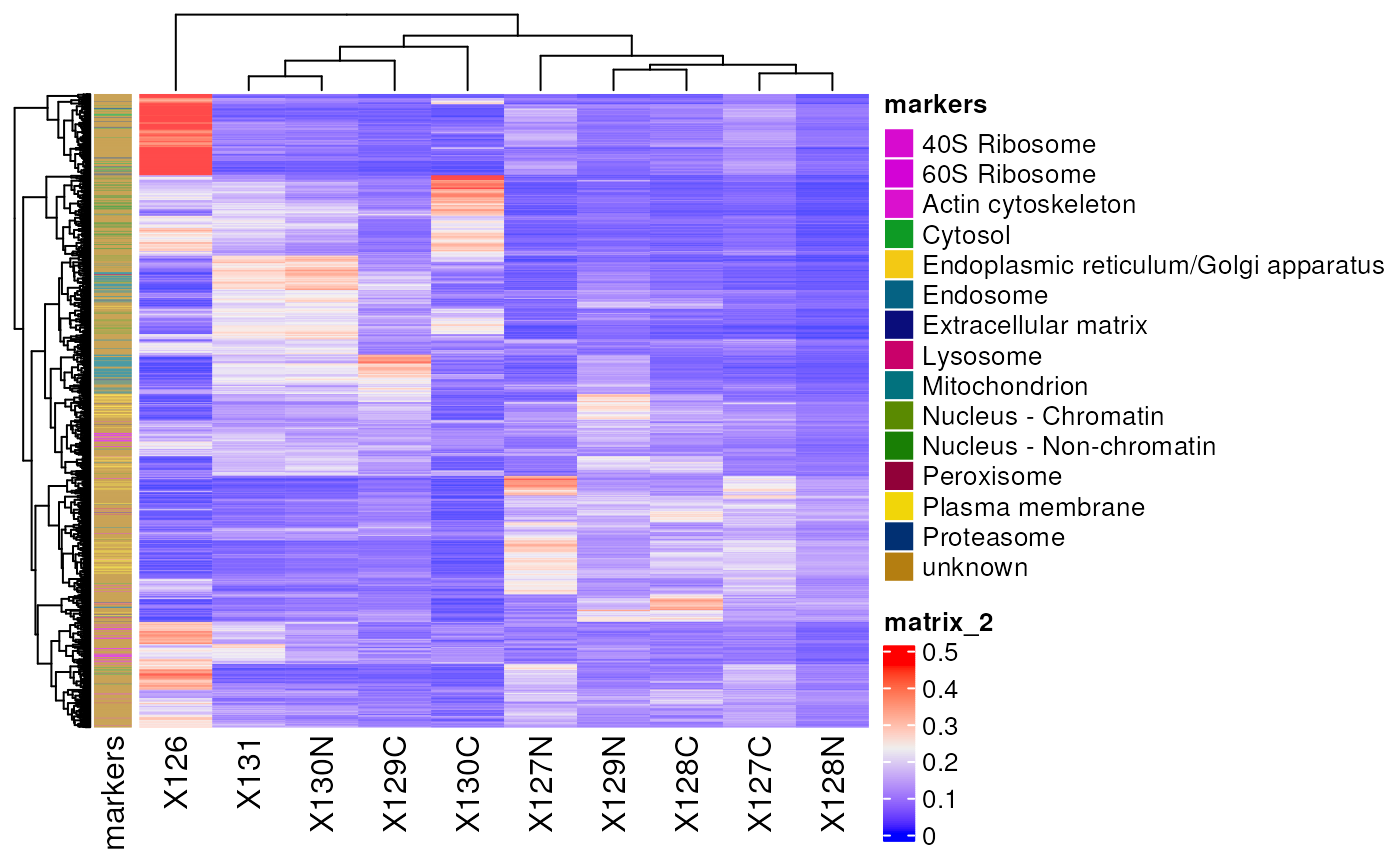 markers
40S Ribosome
60S Ribosome
Actin cytoskeleton
Cytosol
Endoplasmic reticulum/Golgi apparatus
Endosome
Extracellular matrix
Lysosome
Mitochondrion
Nucleus - Chromatin
Nucleus - Non-chromatin
Peroxisome
Plasma membrane
Proteasome
unknown
matrix_2
0.5
0.4
0.3
0.2
0.1
0
markers
X126
X131
X130N
X129C
X130C
X127N
X129N
X128C
X127C
X128N